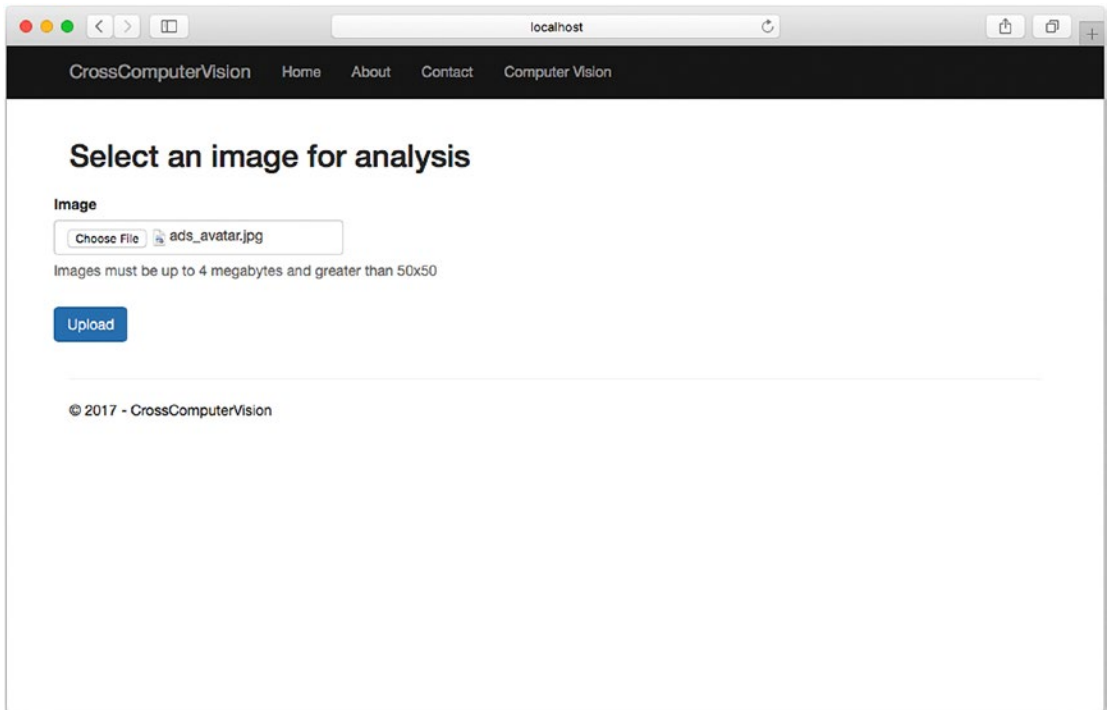 localhost
CrossComputerVision Home About Contact Computer Vision
Select an image for analysis
Image
Choose File ads_avatar.jpg
Images must be up to 4 megabytes and greater than 50x50
Upload
© 2017 - CrossComputerVision